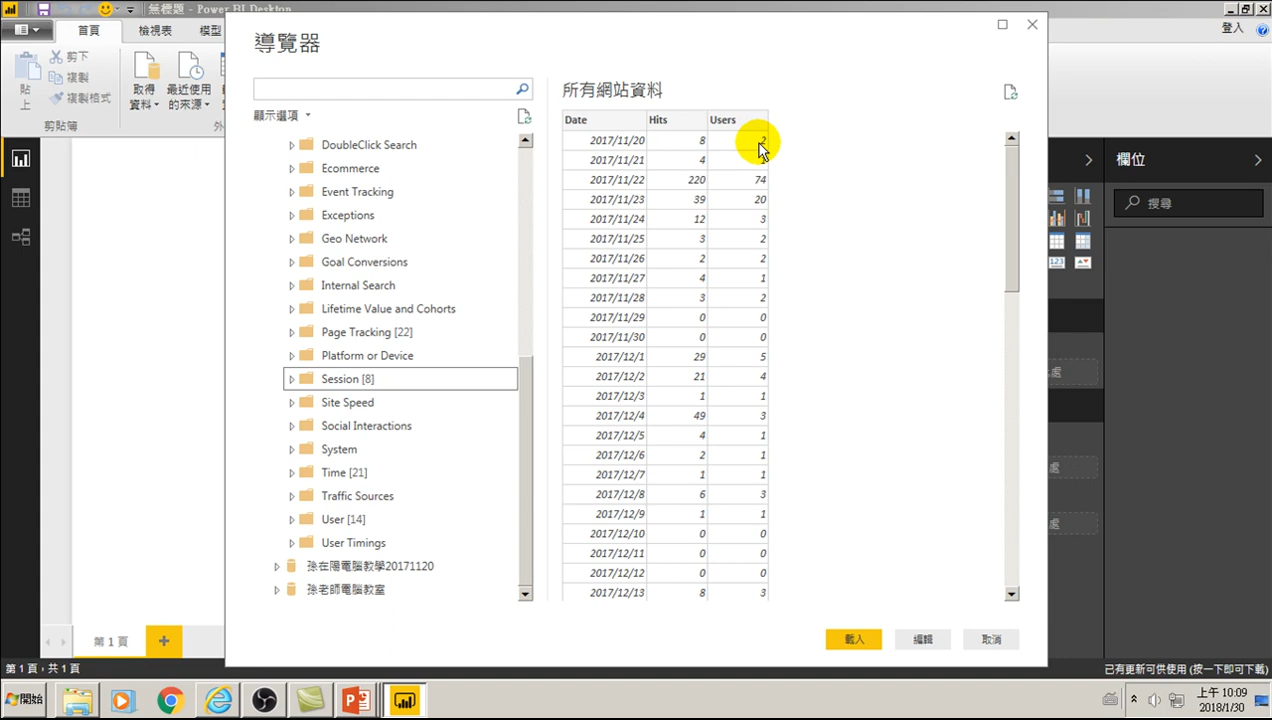 無標題 - Power BI Desktop
首頁
檢視表
模型
登入
剪下
複製
複製格式
貼上
剪貼簿
取得資料
最近使用的來源
外
導覽器
顯示選項
DoubleClick Search
Ecommerce
Event Tracking
Exceptions
Geo Network
Goal Conversions
Internal Search
Lifetime Value and Cohorts
Page Tracking [22]
Platform or Device
Session [8]
Site Speed
Social Interactions
System
Time [21]
Traffic Sources
User [14]
User Timings
孫在陽電腦教學20171120
孫老師電腦教室
所有網站資料
Date Hits Users
2017/11/20 8 2
2017/11/21 4
2017/11/22 220 74
2017/11/23 39 20
2017/11/24 12 3
2017/11/25 3 2
2017/11/26 2 2
2017/11/27 4 1
2017/11/28 3 2
2017/11/29 0 0
2017/11/30 0 0
2017/12/1 29 5
2017/12/2 21 4
2017/12/3 1 1
2017/12/4 49 3
2017/12/5 4 1
2017/12/6 2 1
2017/12/7 1 1
2017/12/8 6 3
2017/12/9 1 1
2017/12/10 0 0
2017/12/11 0 0
2017/12/12 0 0
2017/12/13 8 3
載入
編輯
取消
欄位
搜尋
123
處
處
處
第 1 頁
第 1 頁，共 1 頁
已有更新可供使用 (按一下即可下載)
開始
上午 10:09
2018/1/30